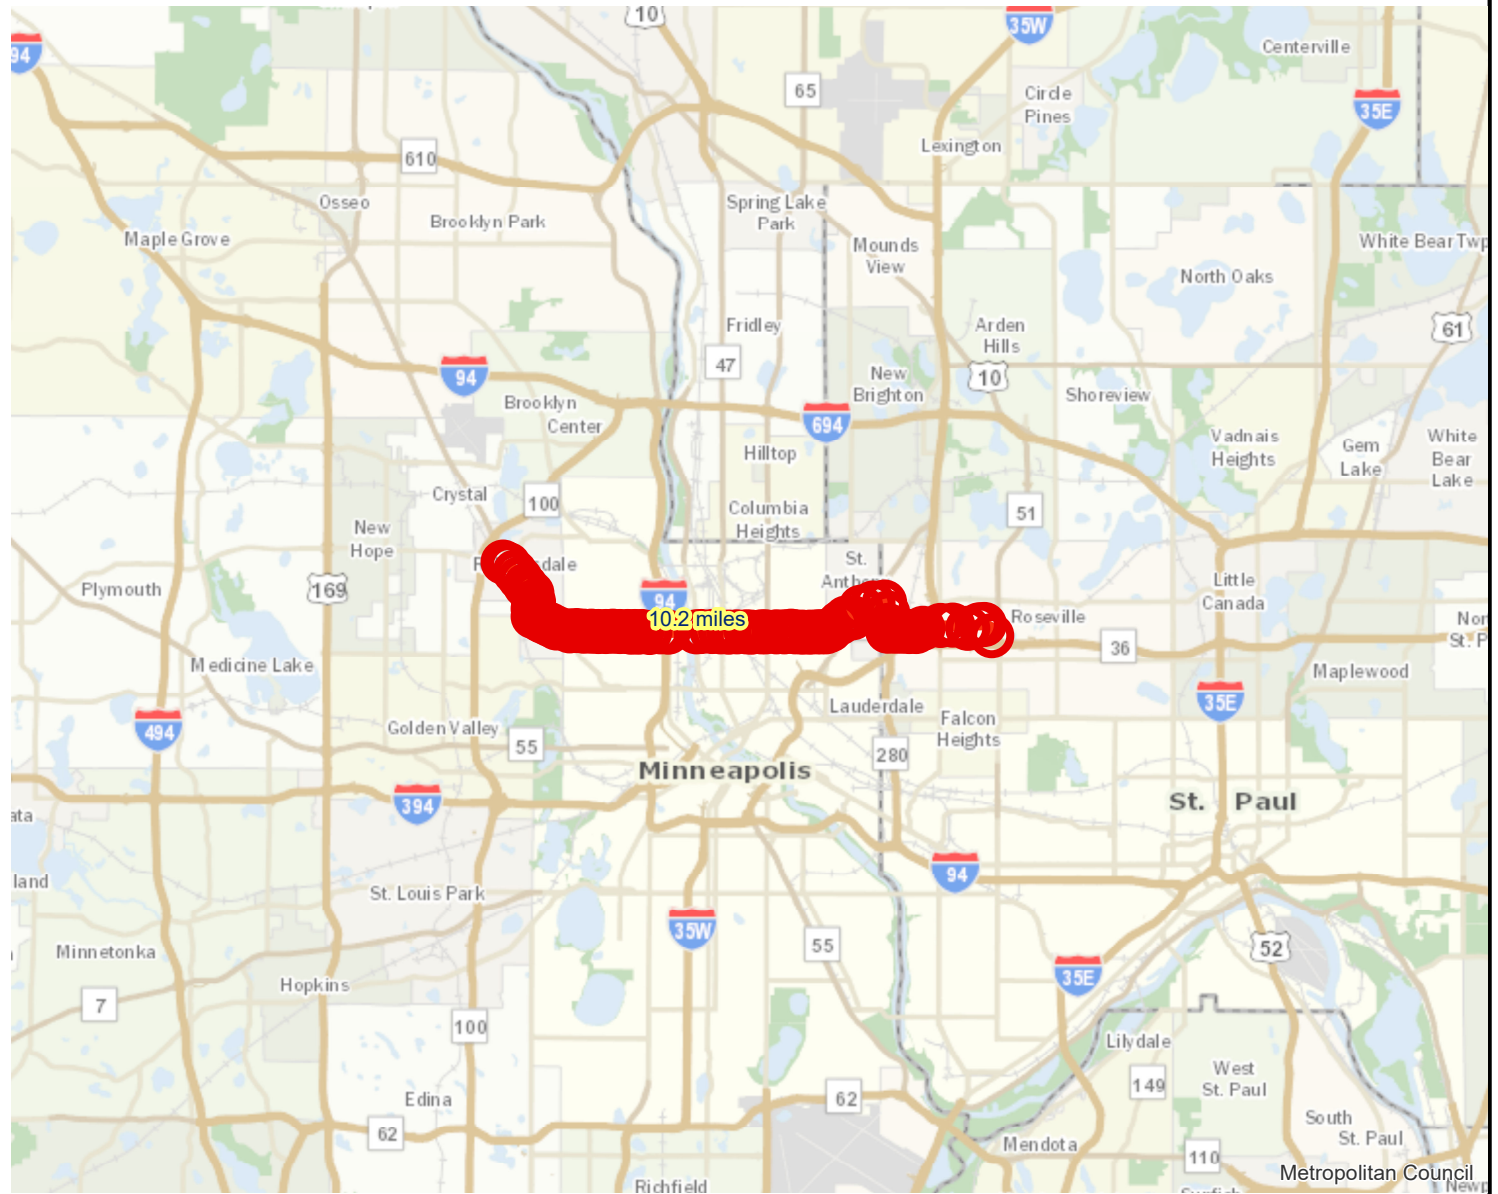 10
35W
94
Centerville
65
Circle
Pines
35E
Lexington
610
Osseo
Spring Lake
Park
Brooklyn Park
Maple Grove
Mounds
View
White Bear Twp
North Oaks
Fridley
Arden
Hills
61
47
94
New
Brighton
10
Shoreview
Brooklyn
Center
694
Vadnais
Heights
Gem
Lake
White
Bear
Lake
Hilltop
Crystal
100
Columbia
Heights
51
New
Hope
St.
Plymouth
169
94
Little
Canada
10.2 miles
Roseville
36
St. P
Medicine Lake
Maplewood
494
35E
Golden Valley
55
Lauderdale
Falcon
Heights
280
Minneapolis
394
St. Paul
94
St. Louis Park
35W
55
52
Minnetonka
Hopkins
35E
7
100
Lilydale
West
St. Paul
149
Edina
62
62
South
St. Paul
Mendota
110
Metropolitan Council
Richfield